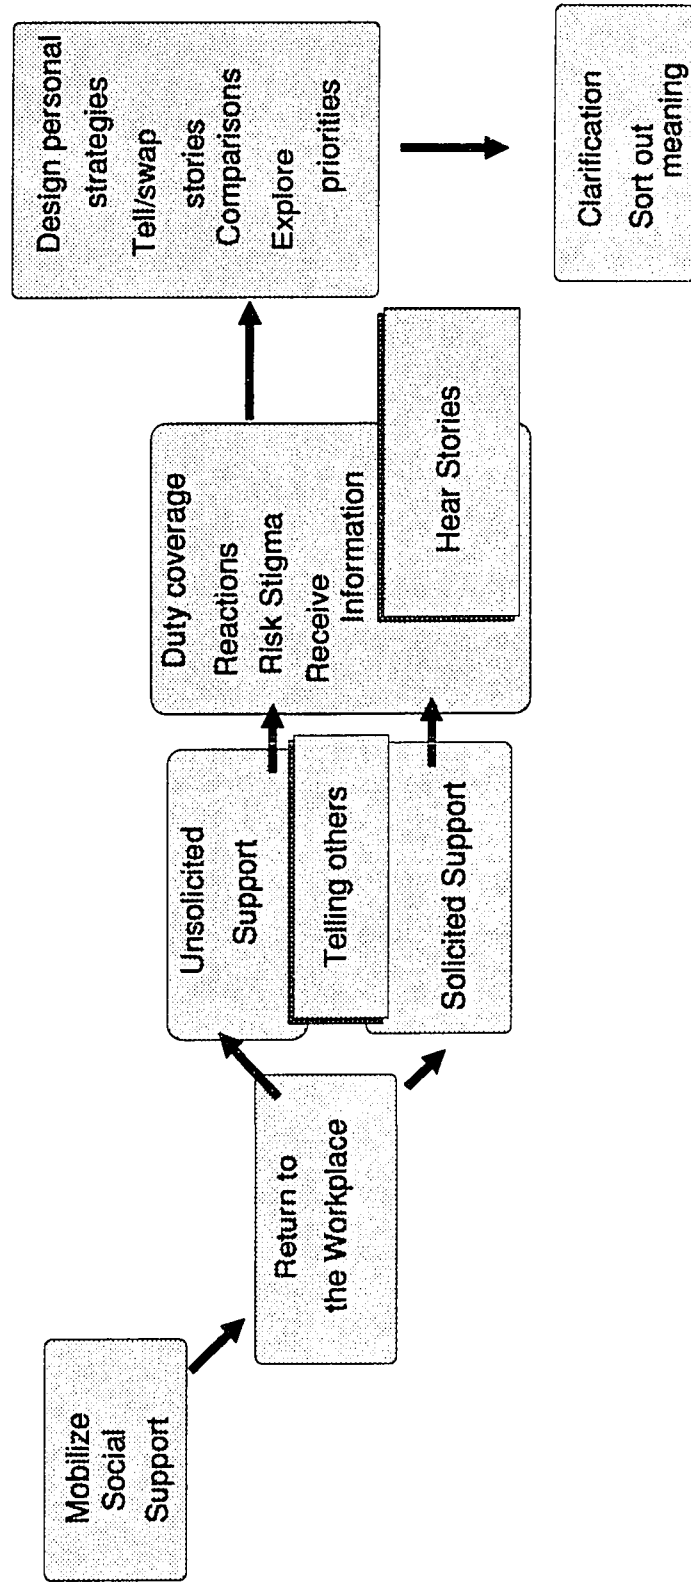 Mobilize
Social
Support
Return to
the Workplace
Unsolicited
Support
Telling others
Solicited Support
Duty coverage
Reactions
Risk Stigma
Receive
Information
Hear Stories
Design personal
strategies
Tell/swap
stories
Comparisons
Explore
priorities
Clarification
Sort out
meaning